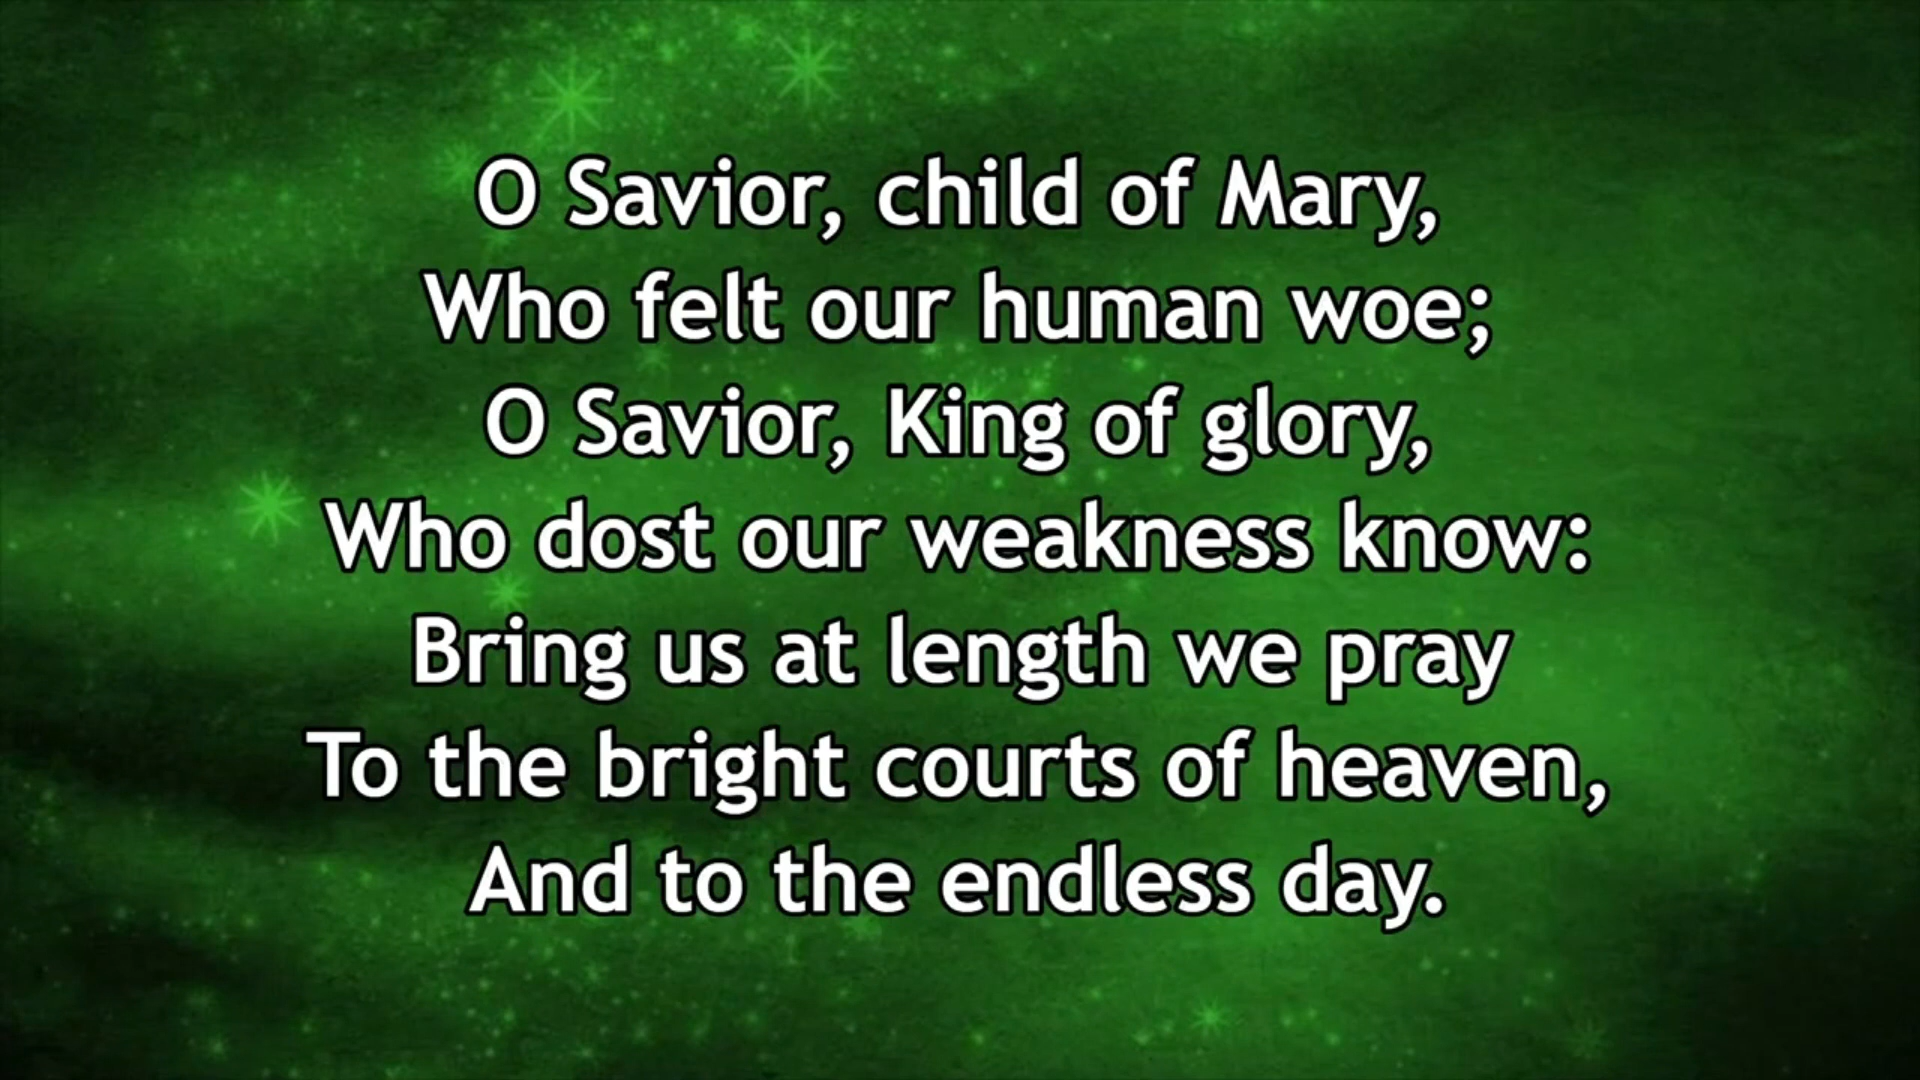 O Savior, child of Mary,
Who felt our human woe;
O Savior, King of glory,
Who dost our weakness know:
Bring us at length we pray
To the bright courts of heaven,
And to the endless day.